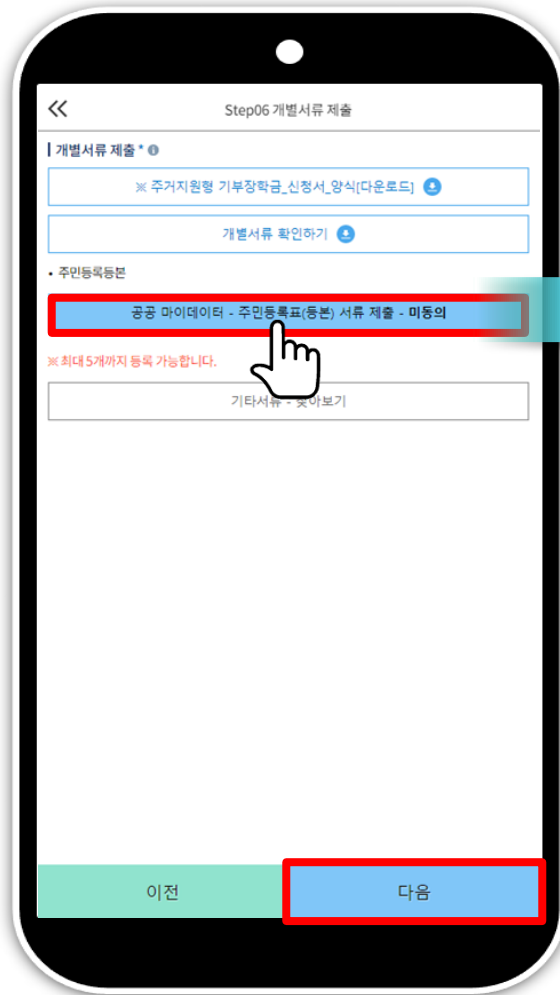 Step06 개별서류 제출
개별서류 제출 *
※ 주거지원형 기부장학금_신청서_양식[다운로드]
개별서류 확인하기
• 주민등록등본
공공 마이데이터 - 주민등록표(등본) 서류 제출 - 미동의
※ 최대 5개까지 등록 가능합니다.
기타서류 - 찾아보기
이전
다음